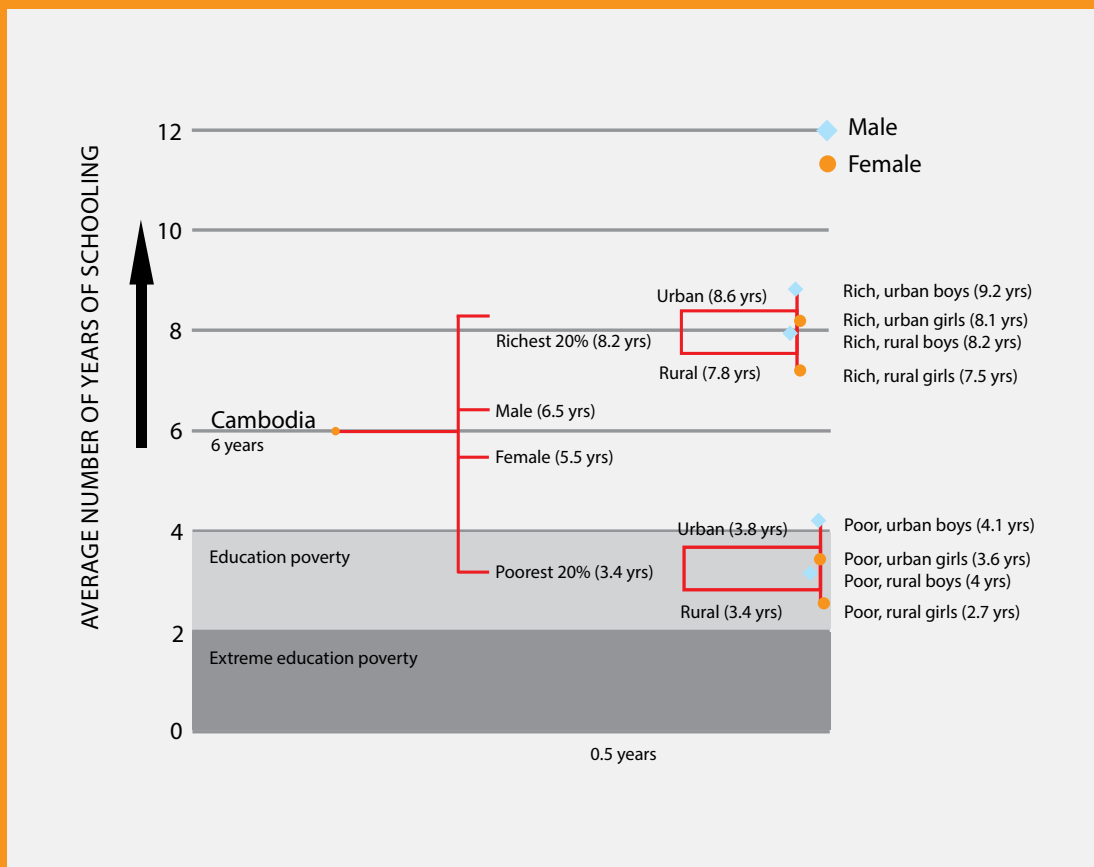 AVERAGE NUMBER OF YEARS OF SCHOOLING
12
10
8
6
4
2
0
Male
Female
Cambodia
6 years
Richest 20% (8.2 yrs)
Male (6.5 yrs)
Female (5.5 yrs)
Poorest 20% (3.4 yrs)
Urban (8.6 yrs)
Rural (7.8 yrs)
Rich, urban boys (9.2 yrs)
Rich, urban girls (8.1 yrs)
Rich, rural boys (8.2 yrs)
Rich, rural girls (7.5 yrs)
Urban (3.8 yrs)
Rural (3.4 yrs)
Poor, urban boys (4.1 yrs)
Poor, urban girls (3.6 yrs)
Poor, rural boys (4 yrs)
Poor, rural girls (2.7 yrs)
Education poverty
Extreme education poverty
0.5 years